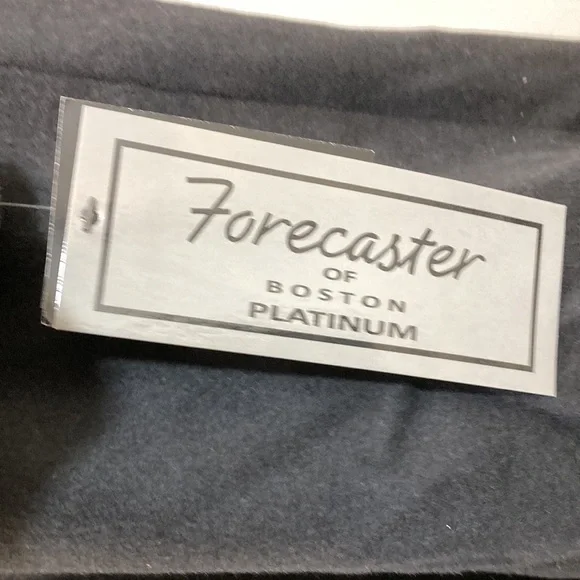 Forecaster
OF
BOSTON
PLATINUM